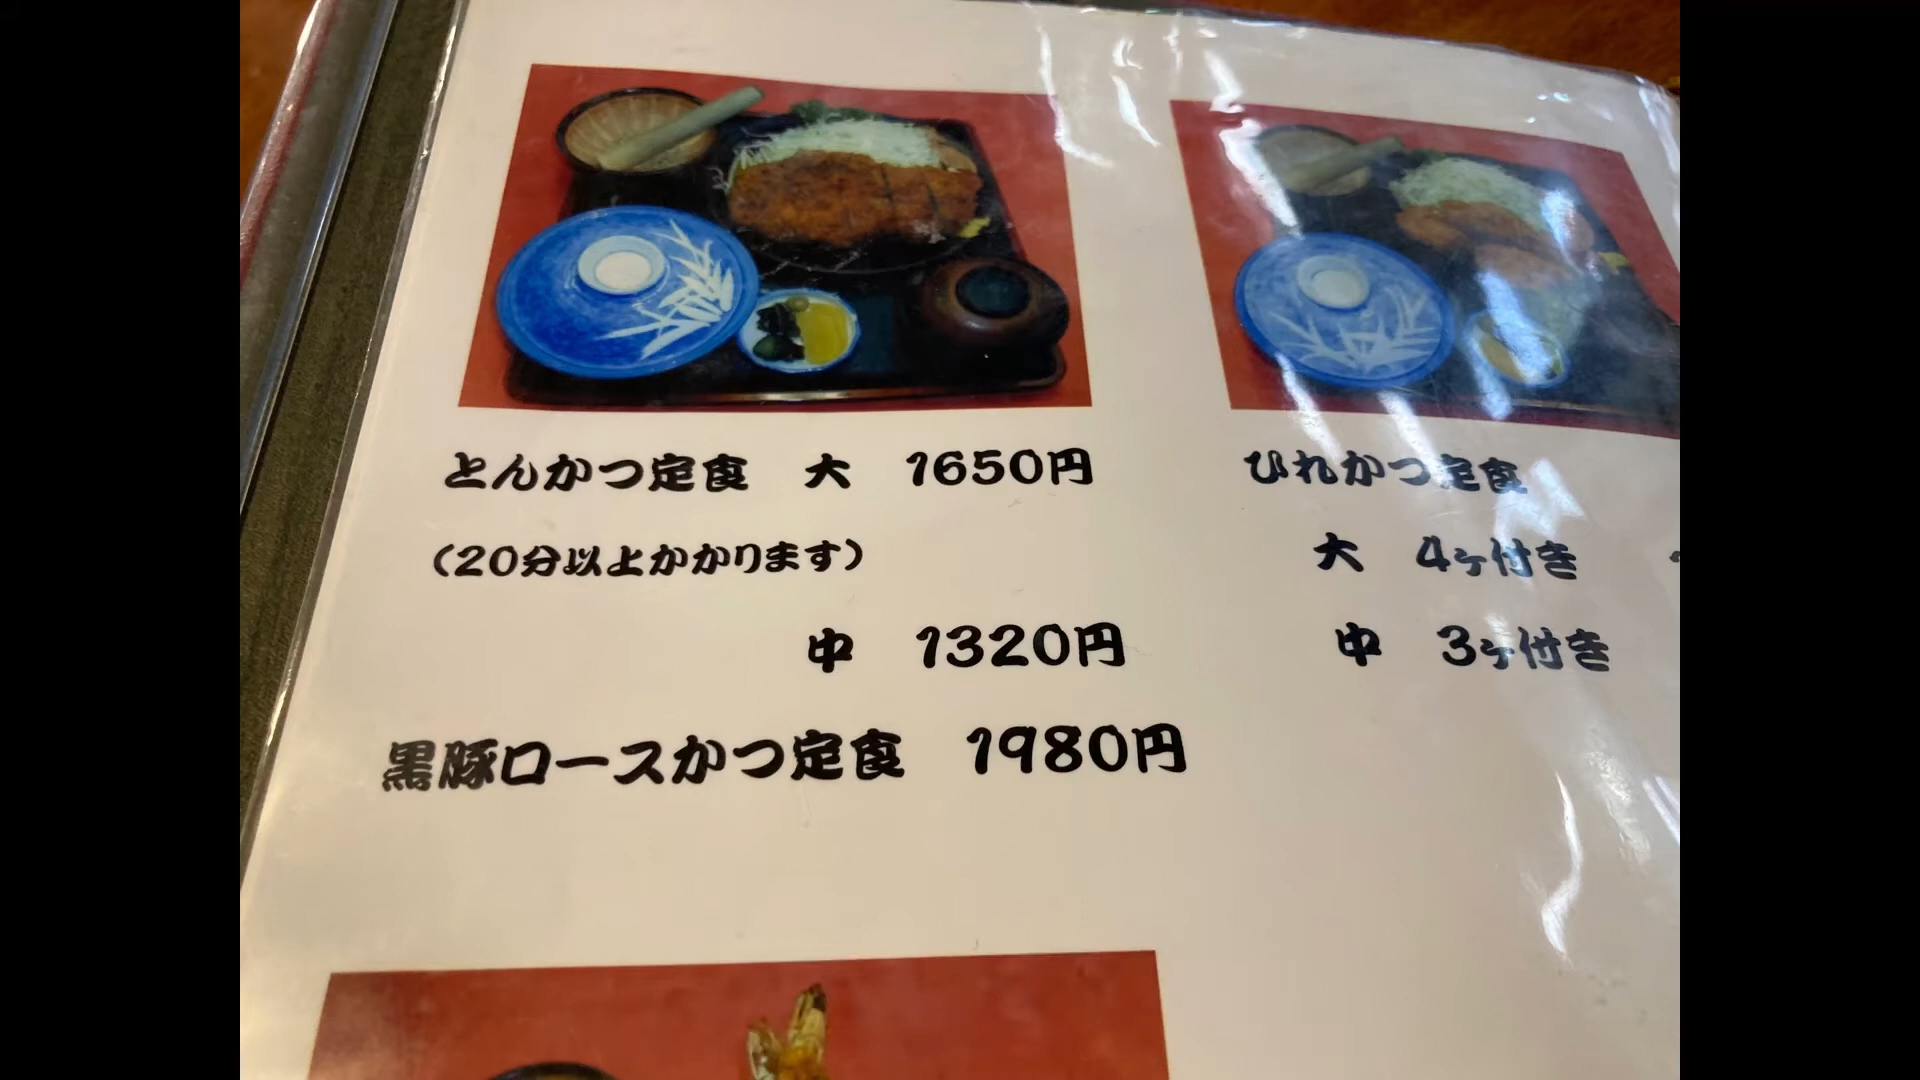 とんかつ定食　大　1650円
（20分以上かかります）
中　1320円
黒豚ロースかつ定食　1980円
ひれかつ定食
大　4ヶ付き
中　3ヶ付き